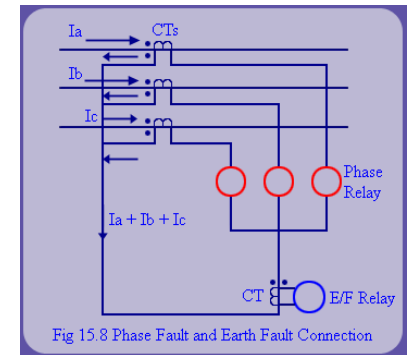 Ia
CTs
Ib
Ic
Phase
Relay
Ia + Ib + Ic
CT
E/F Relay
Fig 15.8 Phase Fault and Earth Fault Connection